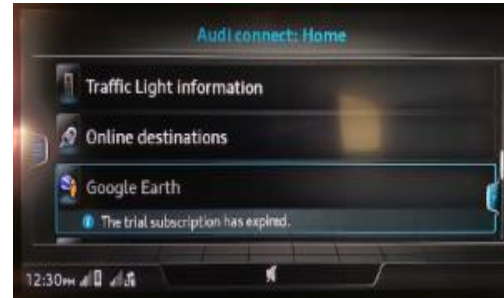 Audi connect: Home
Traffic Light information
Online destinations
Google Earth
The trial subscription has expired.
12:30PM